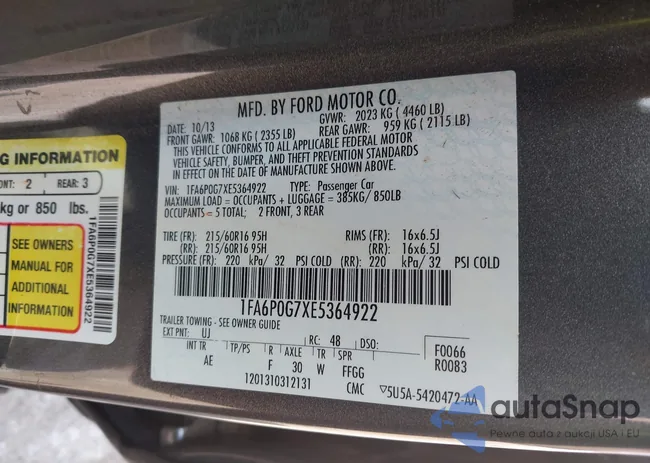 NG INFORMATION
ONT: 2 REAR: 3
kg or 850 lbs.
SEE OWNERS
MANUAL FOR
ADDITIONAL
INFORMATION
1FA6P0G7XE5364922
MFD. BY FORD MOTOR CO.
DATE: 10/13 GVWR: 2023 KG ( 4460 LB)
FRONT GAWR: 1068 KG ( 2355 LB) REAR GAWR: 959 KG ( 2115 LB)
THIS VEHICLE CONFORMS TO ALL APPLICABLE FEDERAL MOTOR
VEHICLE SAFETY, BUMPER, AND THEFT PREVENTION STANDARDS
IN EFFECT ON THE DATE OF MANUFACTURE SHOWN ABOVE.
VIN: 1FA6P0G7XE5364922 TYPE: Passenger Car
MAXIMUM LOAD = OCCUPANTS + LUGGAGE = 385KG/ 850LB
OCCUPANTS = 5 TOTAL; 2 FRONT, 3 REAR
TIRE (FR): 215/60R16 95H RIMS (FR): 16x6.5J
(RR): 215/60R16 95H (RR): 16x6.5J
PRESSURE (FR): 220 kPa/ 32 PSI COLD (RR): 220 kPa/ 32 PSI COLD
1FA6P0G7XE5364922
TRAILER TOWING - SEE OWNER GUIDE
EXT PNT: UJ RC: 48 DSO:
INT TR TP/PS R AXLE TR SPR F0066
AE F 30 W FFGG R0083
1201310312131 CMC ▽5U5A-5420472-AA
autaSnap
Pewne auta z aukcji USA i EU